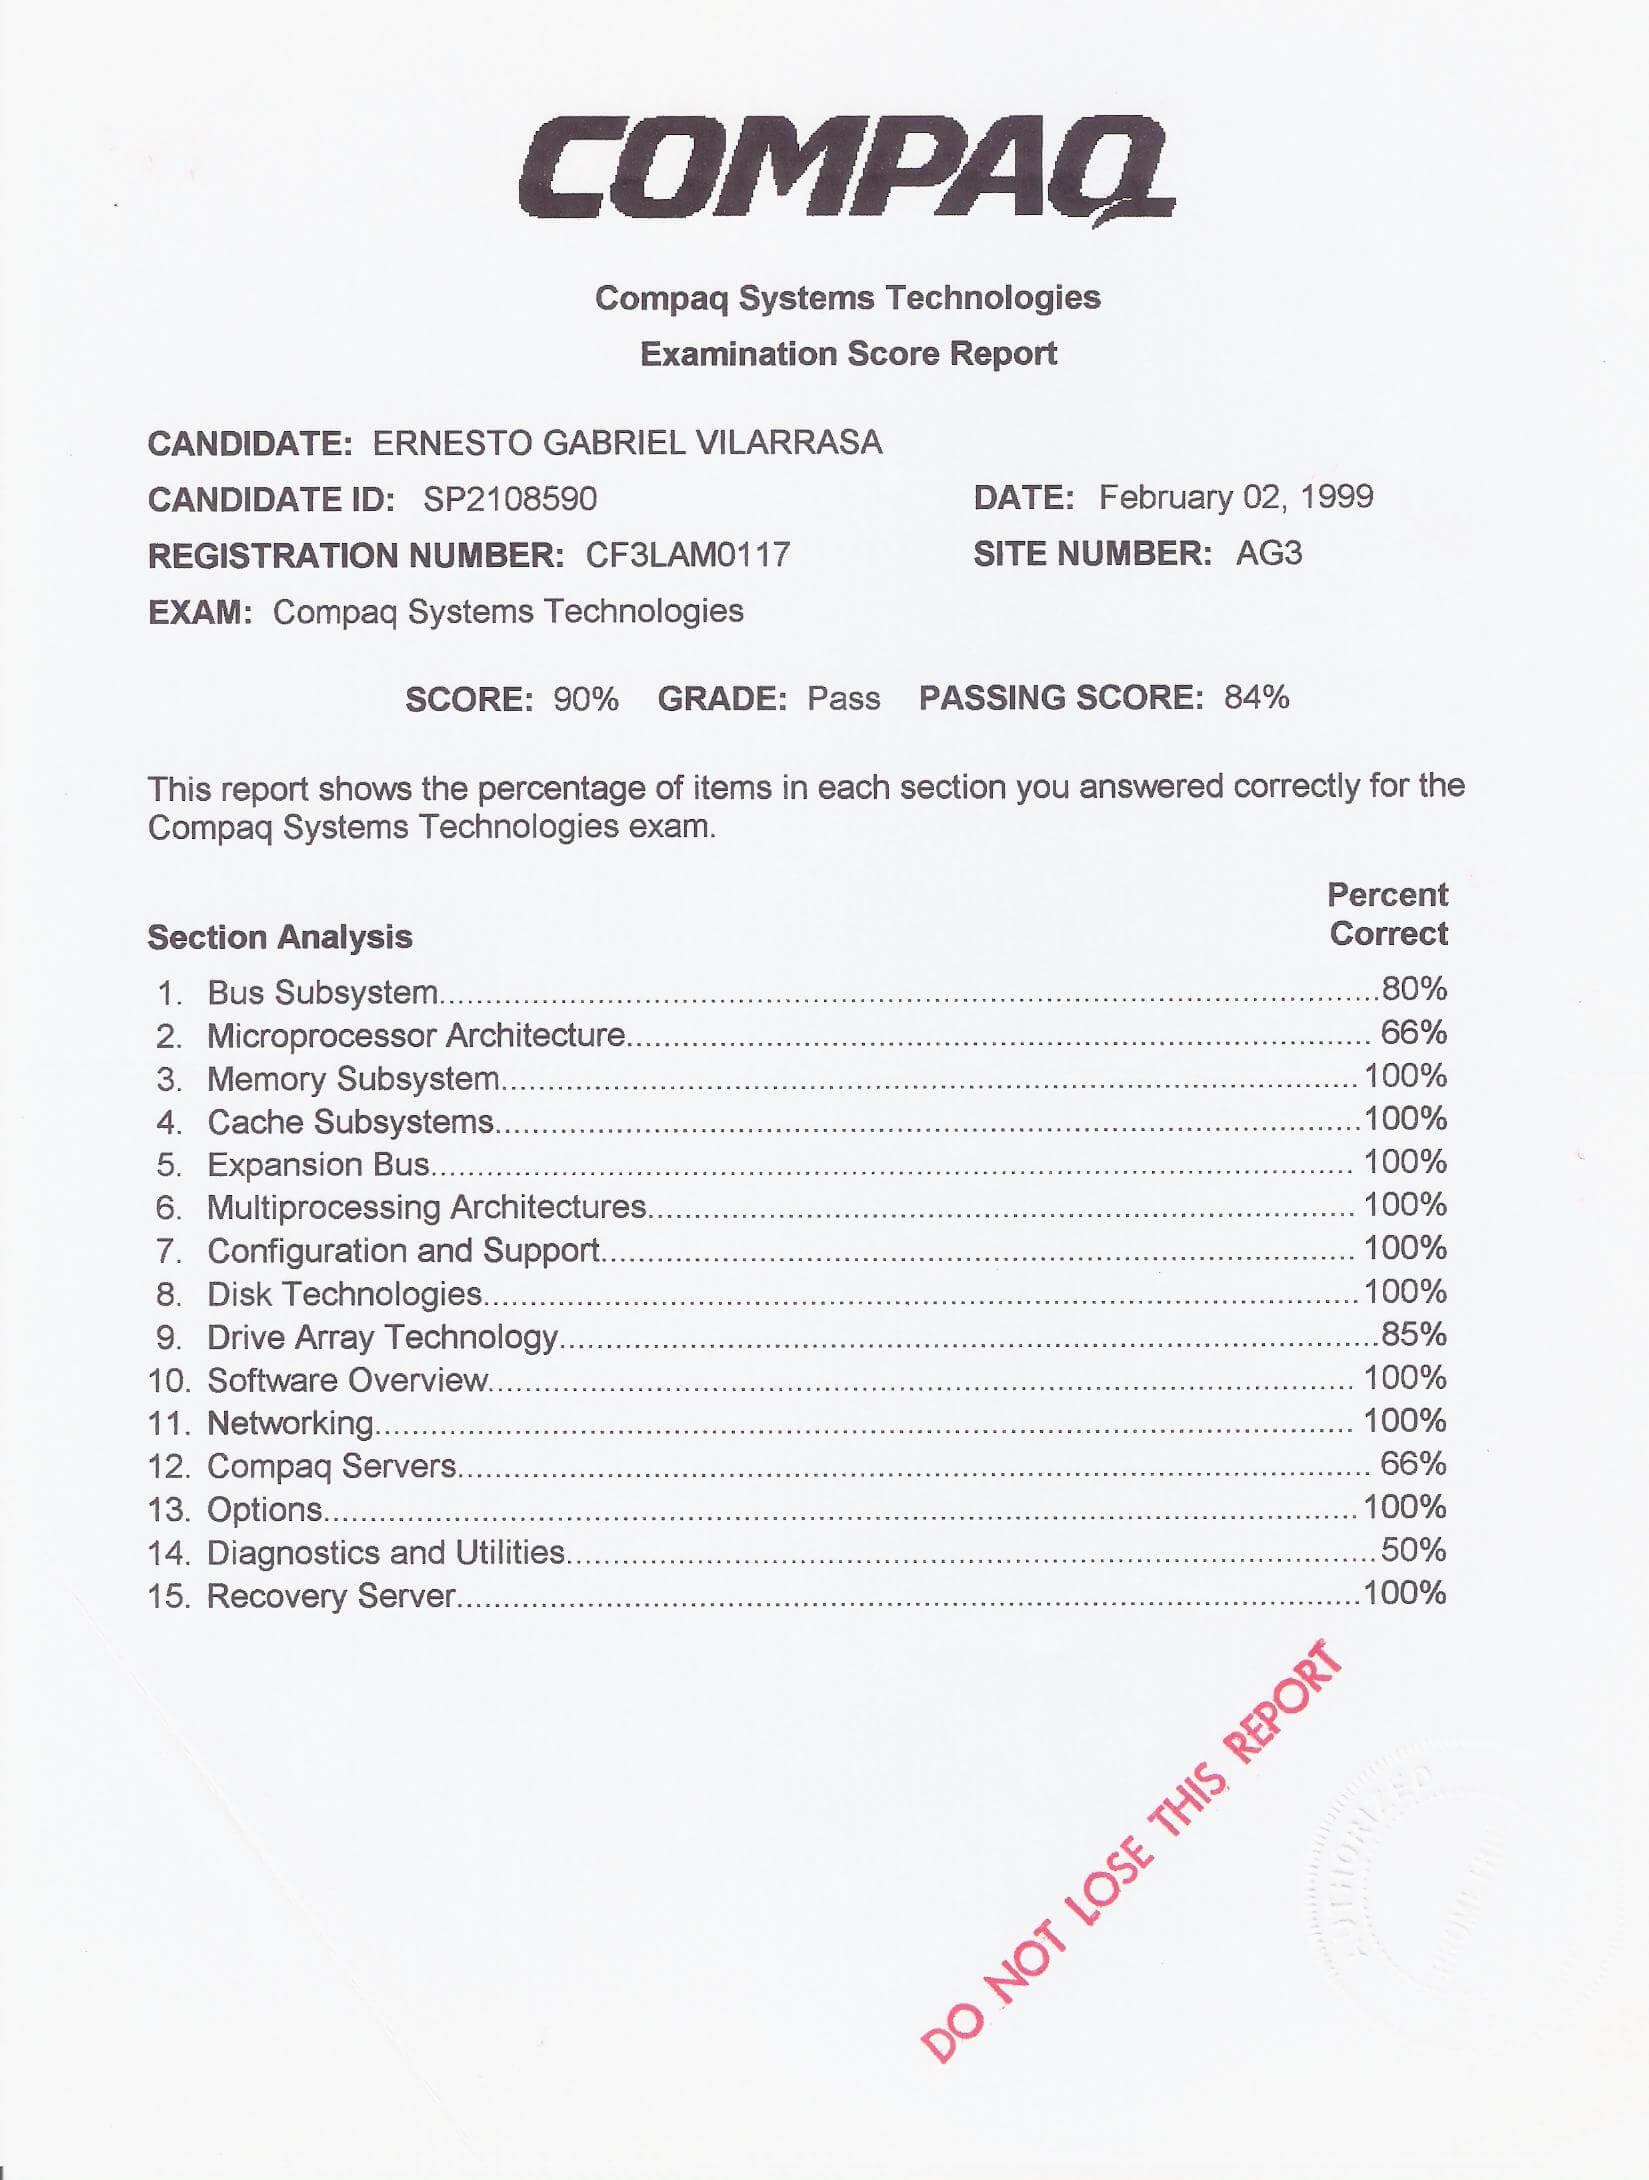 COMPAQ
Compaq Systems Technologies
Examination Score Report
CANDIDATE: ERNESTO GABRIEL VILARRASA
CANDIDATE ID: SP2108590 DATE: February 02, 1999
REGISTRATION NUMBER: CF3LAM0117 SITE NUMBER: AG3
EXAM: Compaq Systems Technologies
SCORE: 90% GRADE: Pass PASSING SCORE: 84%
This report shows the percentage of items in each section you answered correctly for the
Compaq Systems Technologies exam.
Percent
Section Analysis Correct
1. Bus Subsystem 80%
2. Microprocessor Architecture 66%
3. Memory Subsystem 100%
4. Cache Subsystems 100%
5. Expansion Bus 100%
6. Multiprocessing Architectures 100%
7. Configuration and Support 100%
8. Disk Technologies 100%
9. Drive Array Technology 85%
10. Software Overview 100%
11. Networking 100%
12. Compaq Servers 66%
13. Options 100%
14. Diagnostics and Utilities 50%
15. Recovery Server 100%
DO NOT LOSE THIS REPORT
AUTHORIZED